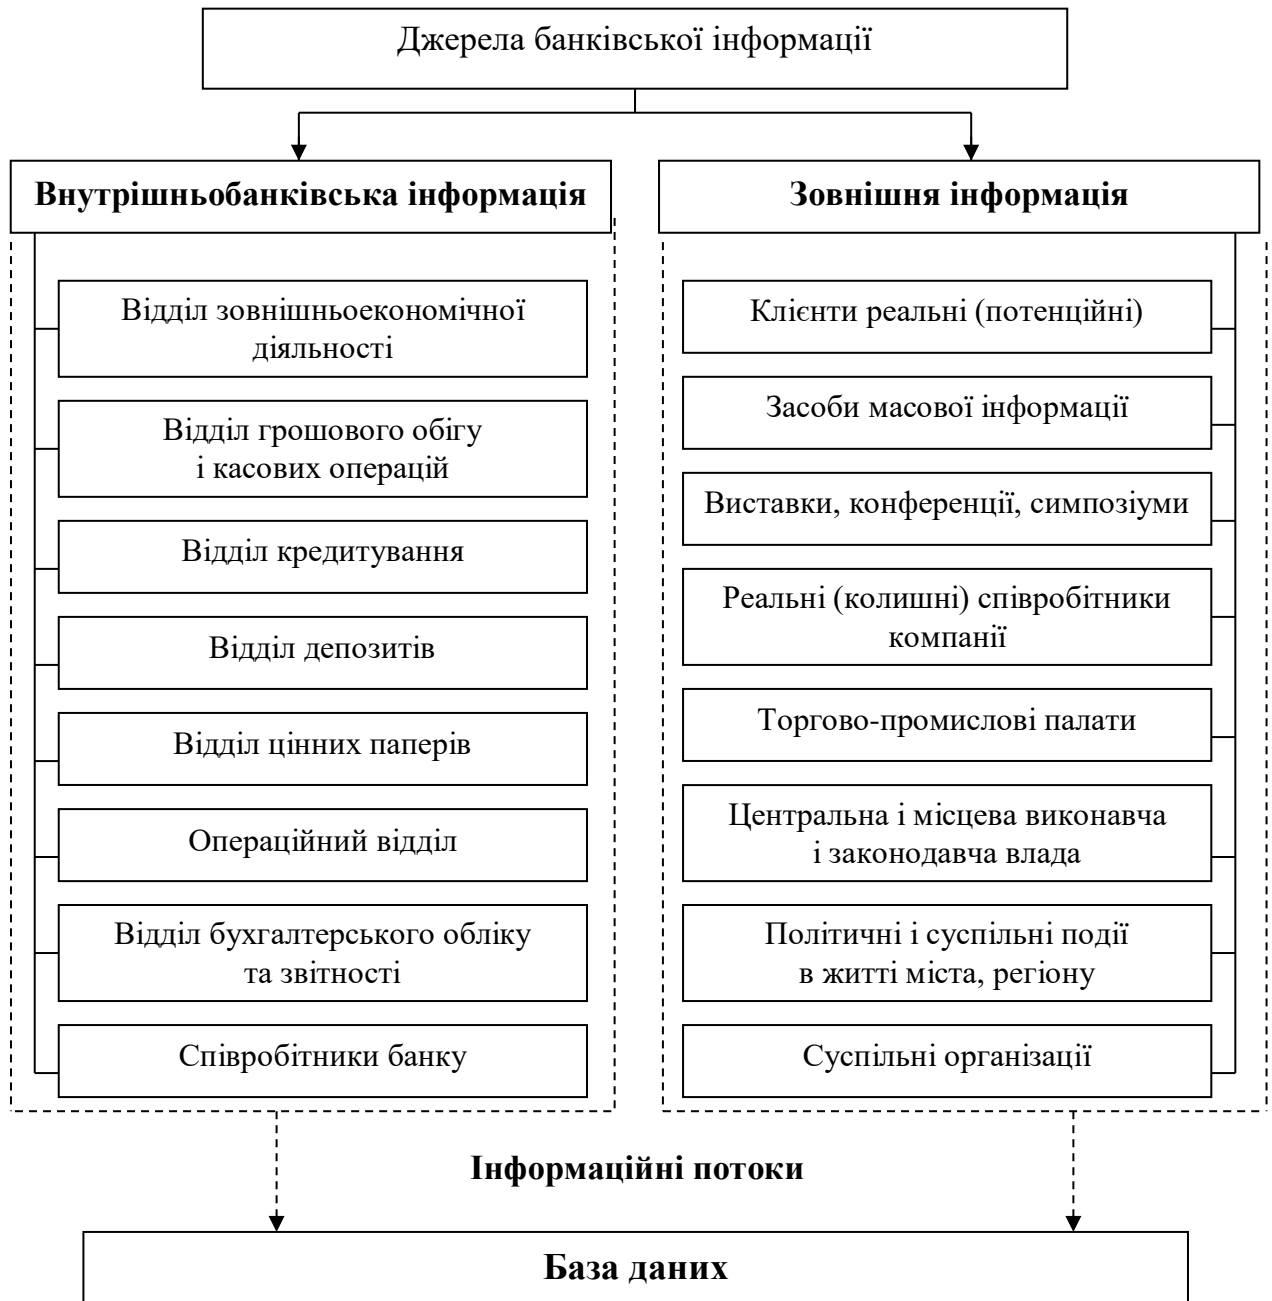 Джерела банківської інформації
Внутрішньобанківська інформація
Відділ зовнішньоекономічної
діяльності
Відділ грошового обігу
і касових операцій
Відділ кредитування
Відділ депозитів
Відділ цінних паперів
Операційний відділ
Відділ бухгалтерського обліку
та звітності
Співробітники банку
Зовнішня інформація
Клієнти реальні (потенційні)
Засоби масової інформації
Виставки, конференції, симпозіуми
Реальні (колишні) співробітники
компанії
Торгово-промислові палати
Центральна і місцева виконавча
і законодавча влада
Політичні і суспільні події
в житті міста, регіону
Суспільні організації
Інформаційні потоки
База даних